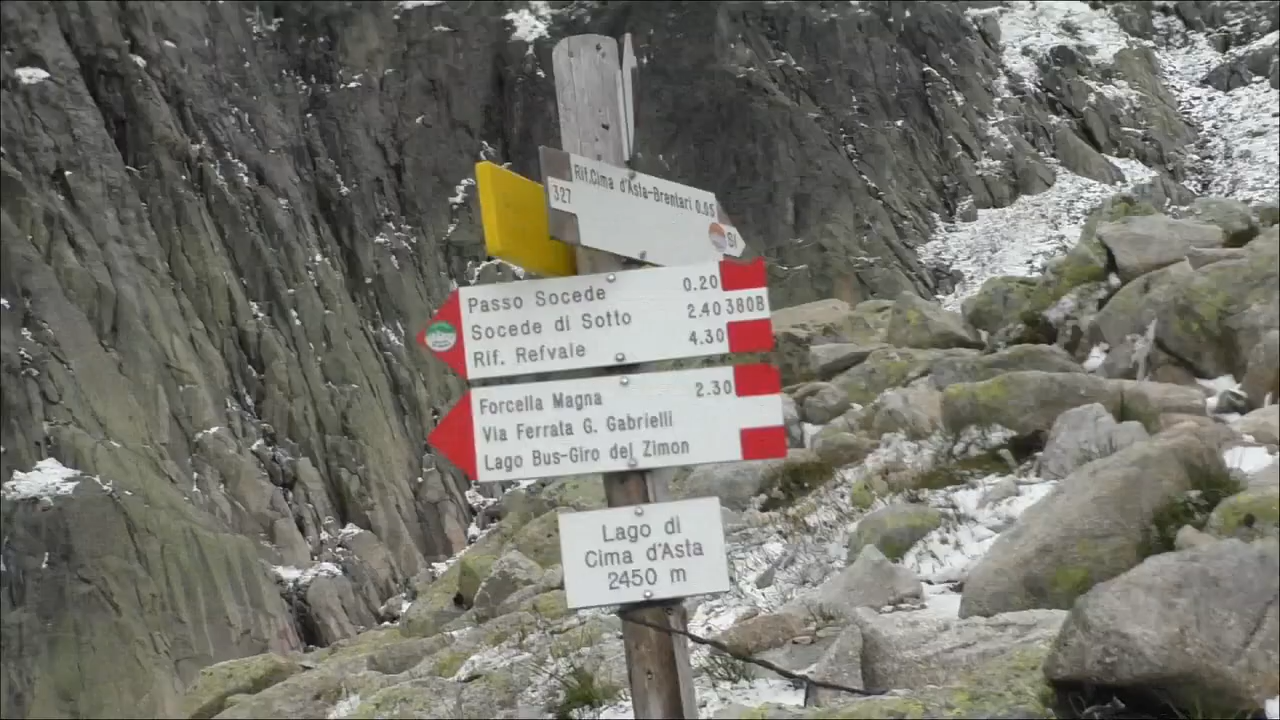 Rif.Cima d'Asta-Brentari 0.05
327
SI
Passo Socede 0.20
Socede di Sotto 2.40 380B
Rif. Refvale 4.30
Forcella Magna 2.30
Via Ferrata G. Gabrielli
Lago Bus-Giro del Zimon
Lago di
Cima d'Asta
2450 m